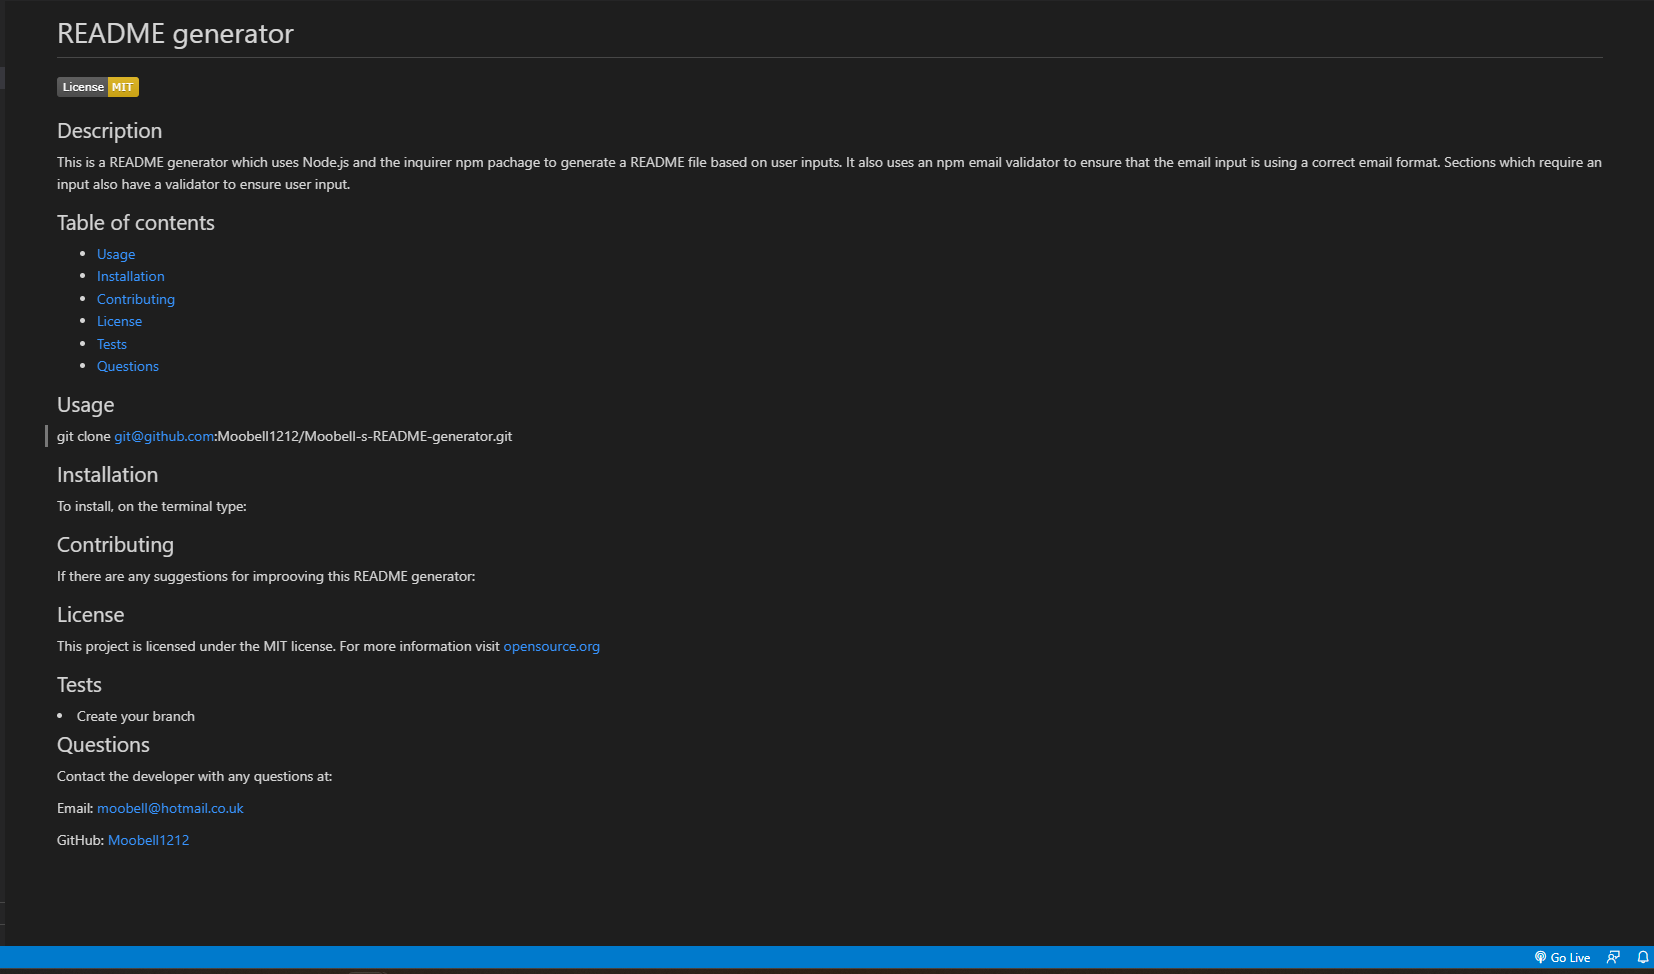 README generator
License MIT
Description
This is a README generator which uses Node.js and the inquirer npm pachage to generate a README file based on user inputs. It also uses an npm email validator to ensure that the email input is using a correct email format. Sections which require an
input also have a validator to ensure user input.
Table of contents
• Usage
• Installation
• Contributing
• License
• Tests
• Questions
Usage
git clone git@github.com:Moobell1212/Moobell-s-README-generator.git
Installation
To install, on the terminal type:
Contributing
If there are any suggestions for improoving this README generator:
License
This project is licensed under the MIT license. For more information visit opensource.org
Tests
• Create your branch
Questions
Contact the developer with any questions at:
Email: moobell@hotmail.co.uk
GitHub: Moobell1212
Go Live